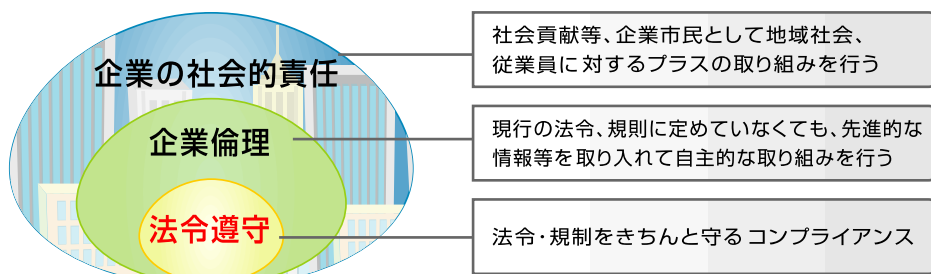 企業の社会的責任
社会貢献等、企業市民として地域社会、
従業員に対するプラスの取り組みを行う
企業倫理
現行の法令、規則に定めていなくても、先進的な
情報等を取り入れて自主的な取り組みを行う
法令遵守
法令・規制をきちんと守るコンプライアンス